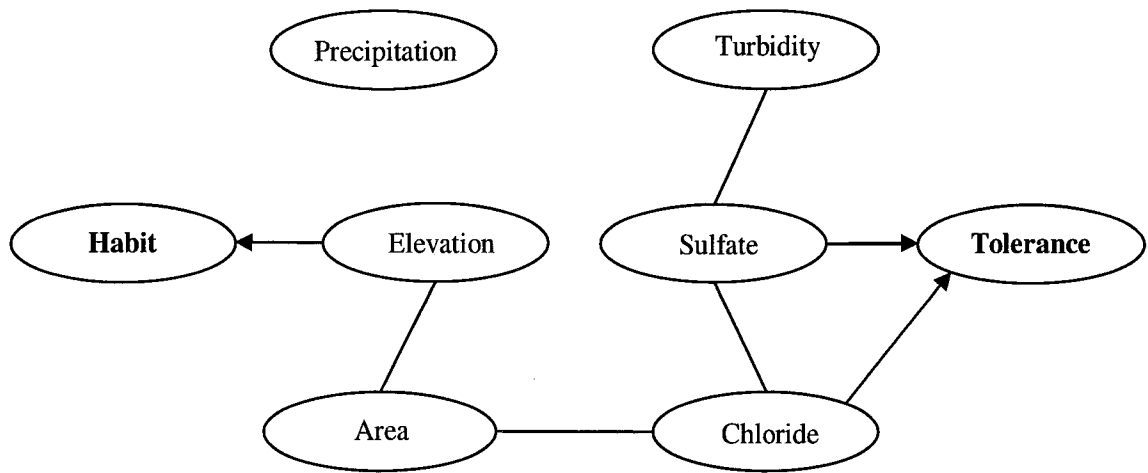 Precipitation
Turbidity
Habit
Elevation
Sulfate
Tolerance
Area
Chloride